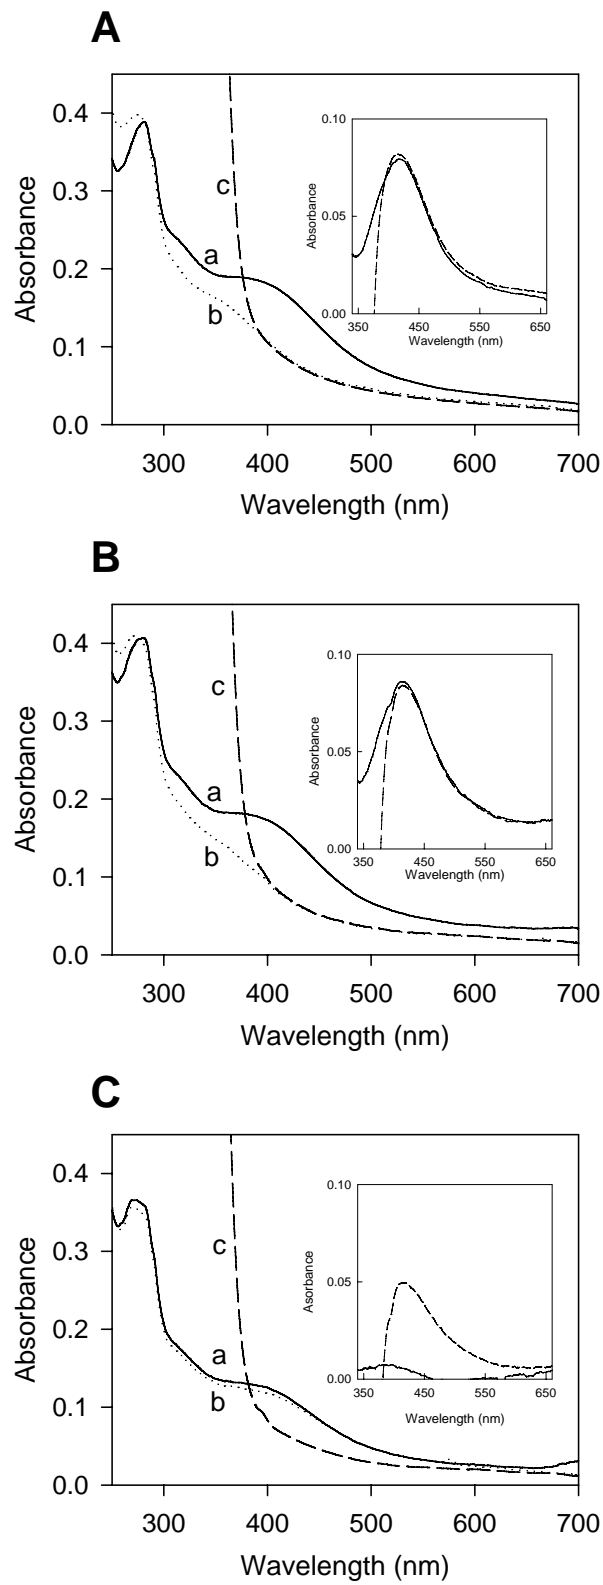 A
0.4
0.3
0.2
0.1
0.0
Absorbance
c
a
b
300 400 500 600 700
Wavelength (nm)
0.10
0.05
0.00
Absorbance
350 450 550 650
Wavelength (nm)
B
0.4
0.3
0.2
0.1
0.0
Absorbance
c
a
b
300 400 500 600 700
Wavelength (nm)
0.10
0.05
0.00
Absorbance
350 450 550 650
Wavelength (nm)
C
0.4
0.3
0.2
0.1
0.0
Absorbance
c
a
b
300 400 500 600 700
Wavelength (nm)
0.10
0.05
0.00
Asorbance
350 450 550 650
Wavelength (nm)